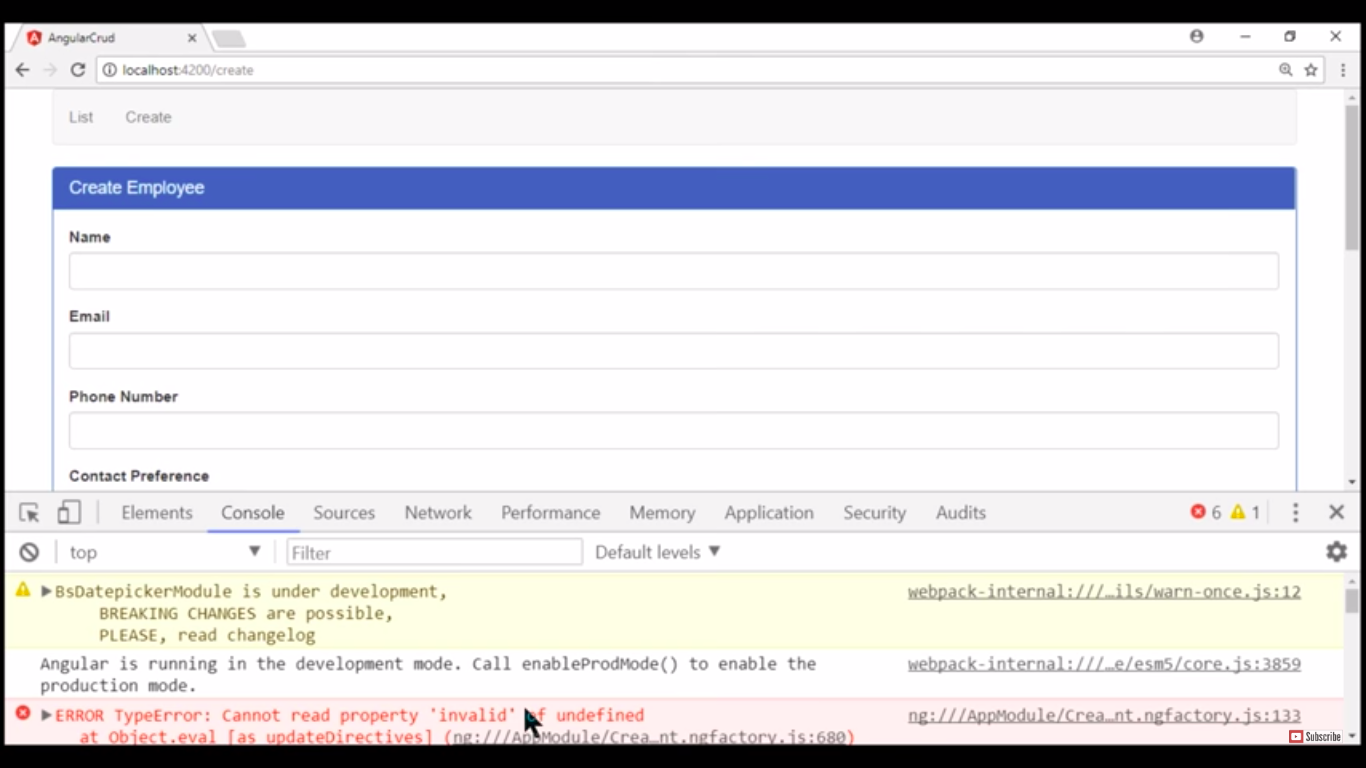 AngularCrud
localhost:4200/create
List Create
Create Employee
Name
Email
Phone Number
Contact Preference
Elements Console Sources Network Performance Memory Application Security Audits 6 1
top Filter Default levels
BsDatepickerModule is under development, webpack-internal:///…ils/warn-once.js:12
BREAKING CHANGES are possible,
PLEASE, read changelog
Angular is running in the development mode. Call enableProdMode() to enable the webpack-internal:///…e/esm5/core.js:3859
production mode.
ERROR TypeError: Cannot read property 'invalid' of undefined ng:///AppModule/Crea…nt.ngfactory.js:133
at Object.eval [as updateDirectives] (ng:///AppModule/Crea…nt.ngfactory.js:680)
Subscribe